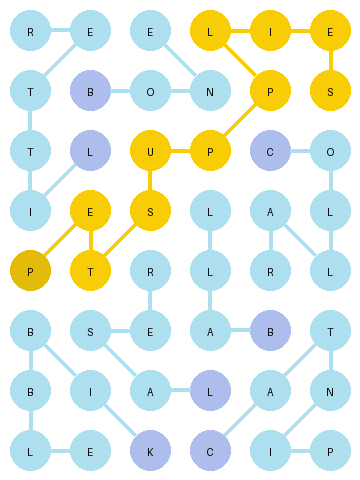 R E E L I E
T B O N P S
T L U P C O
I E S L A L
P T R L R L
B S E A B T
B I A L A N
L E K C I P